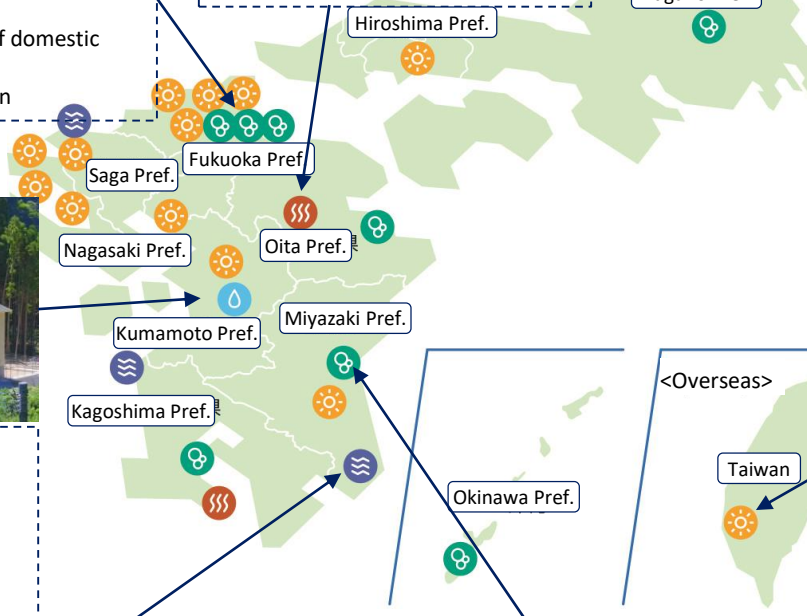 Hiroshima Pref.
f domestic
n
Fukuoka Pref.
Saga Pref.
Nagasaki Pref.
Oita Pref.
県
Kumamoto Pref.
Miyazaki Pref.
<Overseas>
Kagoshima Pref.
Taiwan
Okinawa Pref.